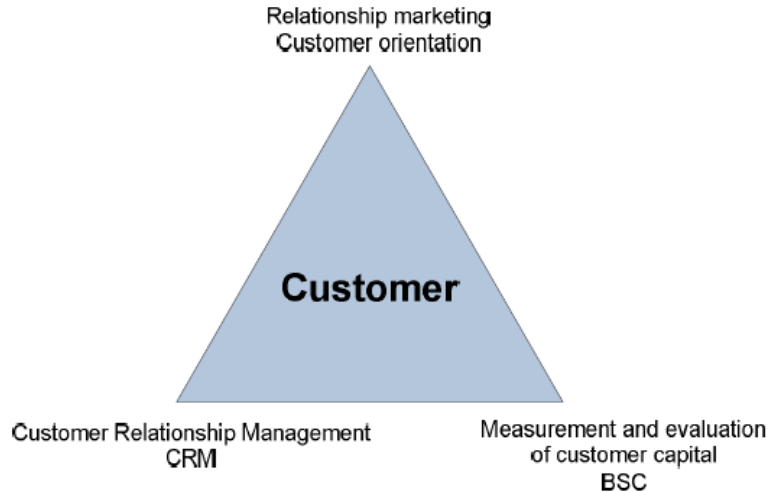 Relationship marketing
Customer orientation
Customer
Customer Relationship Management
CRM
Measurement and evaluation
of customer capital
BSC